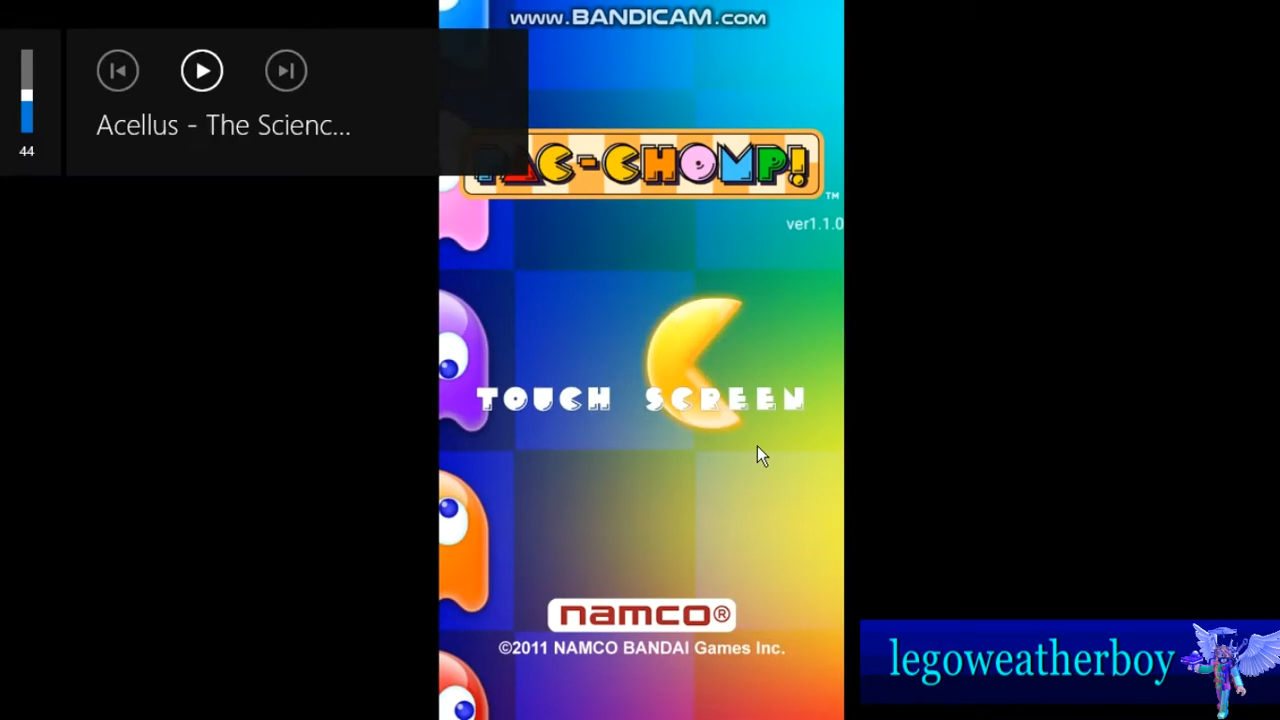 www.BANDICAM.com
Acellus - The Scienc...
44
PAC-CHOMP!
TM
ver1.1.0
TOUCH SCREEN
namco®
©2011 NAMCO BANDAI Games Inc.
legoweatherboy